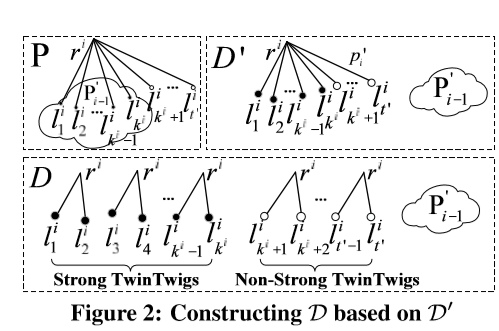 P r^i P'_{i-1} l^i_1 l^i_2 ... l^i_{k^i-1} l^i_{k^i} l^i_{k^i+1} ... l^i_{t'}
D' r^i p_i' l^i_1 l^i_2 ... l^i_{k^i-1} l^i_{k^i} l^i_{k^i+1} ... l^i_{t'} P'_{i-1}
D r^i r^i ... r^i r^i ... r^i P'_{i-1}
l^i_1 l^i_2 l^i_3 l^i_4 l^i_{k^i-1} l^i_{k^i} l^i_{k^i+1} l^i_{k^i+2} l^i_{t'-1} l^i_{t'}
Strong TwinTwigs Non-Strong TwinTwigs
Figure 2: Constructing D based on D'